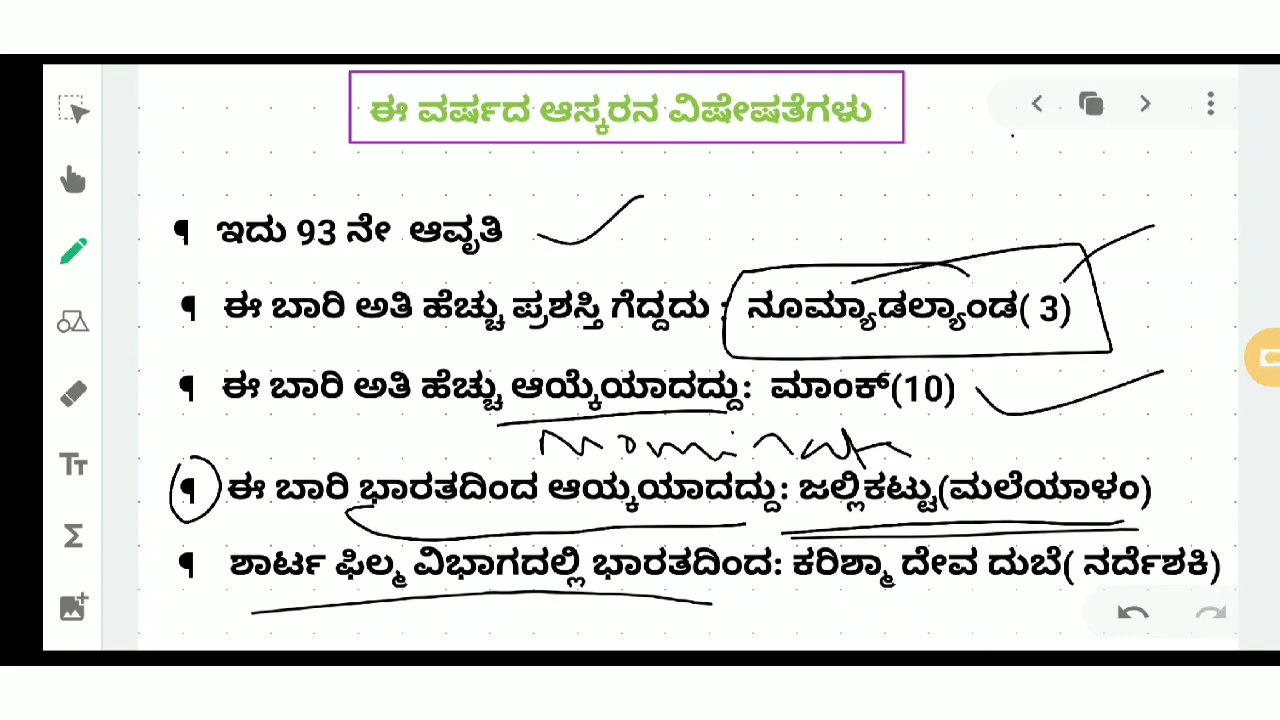 ಈ ವರ್ಷದ ಆಸ್ಕರನ ವಿಷೇಷತೆಗಳು
¶ ಇದು 93 ನೇ ಆವೃತಿ
¶ ಈ ಬಾರಿ ಅತಿ ಹೆಚ್ಚು ಪ್ರಶಸ್ತಿ ಗೆದ್ದದು : ನೂಮ್ಯಾಡಲ್ಯಾಂಡ( 3)
¶ ಈ ಬಾರಿ ಅತಿ ಹೆಚ್ಚು ಆಯ್ಕೆಯಾದದ್ದು: ಮಾಂಕ್(10)
¶ ಈ ಬಾರಿ ಭಾರತದಿಂದ ಆಯ್ಕಯಾದದ್ದು: ಜಲ್ಲಿಕಟ್ಟು(ಮಲೆಯಾಳಂ)
¶ ಶಾರ್ಟ ಫಿಲ್ಮ ವಿಭಾಗದಲ್ಲಿ ಭಾರತದಿಂದ: ಕರಿಶ್ಮಾ ದೇವ ದುಬೆ( ನರ್ದೆಶಕಿ)